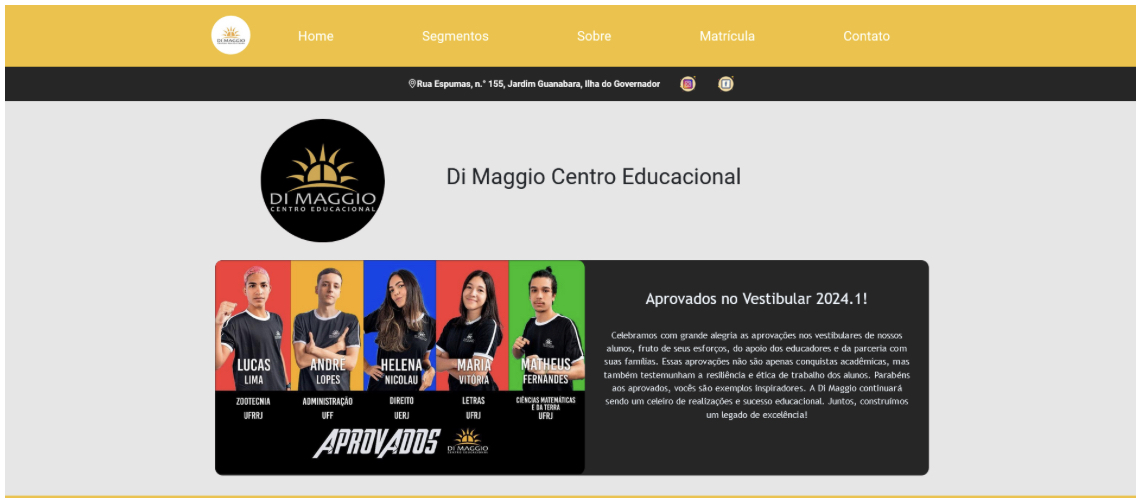 DI MAGGIO
Home Segmentos Sobre Matrícula Contato
Rua Espumas, n.° 155, Jardim Guanabara, Ilha do Governador
DI MAGGIO
CENTRO EDUCACIONAL
Di Maggio Centro Educacional
LUCAS
LIMA
ZOOTECNIA
UFRRJ
ANDRÉ
LOPES
ADMINISTRAÇÃO
UFF
HELENA
NICOLAU
DIREITO
UERJ
MARIA
VITÓRIA
LETRAS
UFRJ
MATHEUS
FERNANDES
CIÊNCIAS MATEMÁTICAS
E DA TERRA
UFRJ
APROVADOS
DI MAGGIO
CENTRO EDUCACIONAL
Aprovados no Vestibular 2024.1!
Celebramos com grande alegria as aprovações nos vestibulares de nossos
alunos, fruto de seus esforços, do apoio dos educadores e da parceria com
suas famílias. Essas aprovações não são apenas conquistas acadêmicas, mas
também testemunham a resiliência e ética de trabalho dos alunos. Parabéns
aos aprovados, vocês são exemplos inspiradores. A Di Maggio continuará
sendo um celeiro de realizações e sucesso educacional. Juntos, construímos
um legado de excelência!